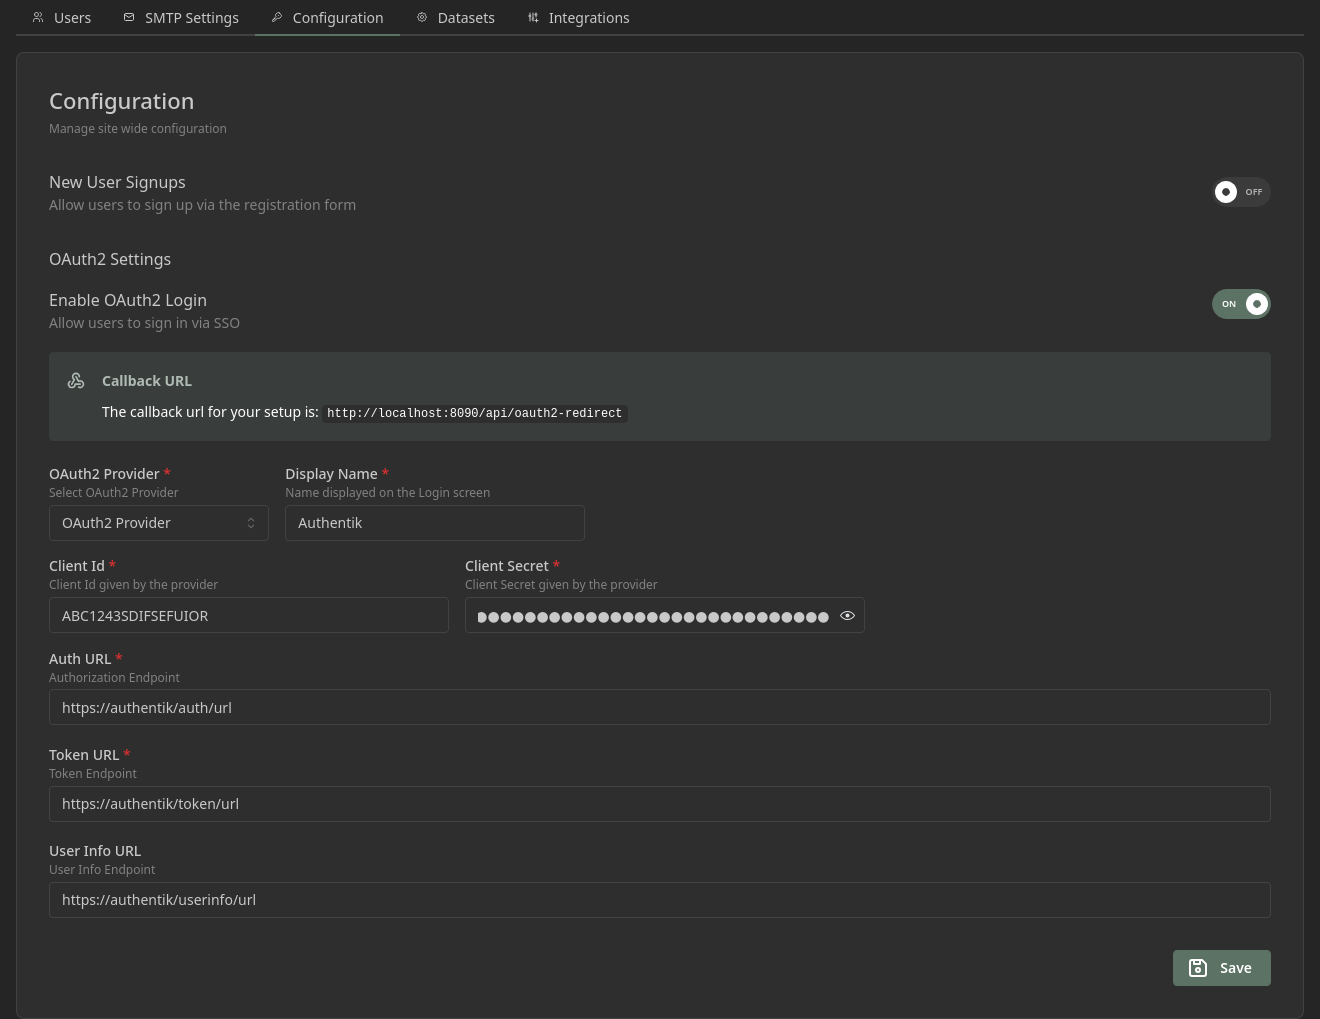 Users SMTP Settings Configuration Datasets Integrations
Configuration
Manage site wide configuration
New User Signups
Allow users to sign up via the registration form
OFF
OAuth2 Settings
Enable OAuth2 Login
Allow users to sign in via SSO
ON
Callback URL
The callback url for your setup is: http://localhost:8090/api/oauth2-redirect
OAuth2 Provider * Display Name *
Select OAuth2 Provider Name displayed on the Login screen
OAuth2 Provider Authentik
Client Id * Client Secret *
Client Id given by the provider Client Secret given by the provider
ABC1243SDIFSEFUIOR
Auth URL *
Authorization Endpoint
https://authentik/auth/url
Token URL *
Token Endpoint
https://authentik/token/url
User Info URL
User Info Endpoint
https://authentik/userinfo/url
Save